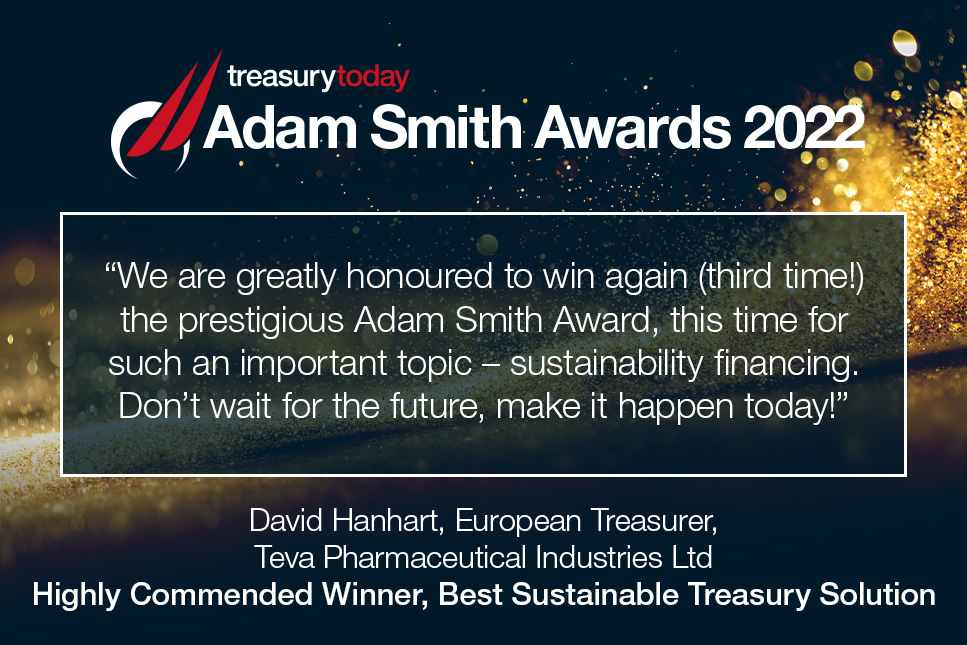 treasurytoday
Adam Smith Awards 2022
“We are greatly honoured to win again (third time!)
the prestigious Adam Smith Award, this time for
such an important topic – sustainability financing.
Don’t wait for the future, make it happen today!”
David Hanhart, European Treasurer,
Teva Pharmaceutical Industries Ltd
Highly Commended Winner, Best Sustainable Treasury Solution